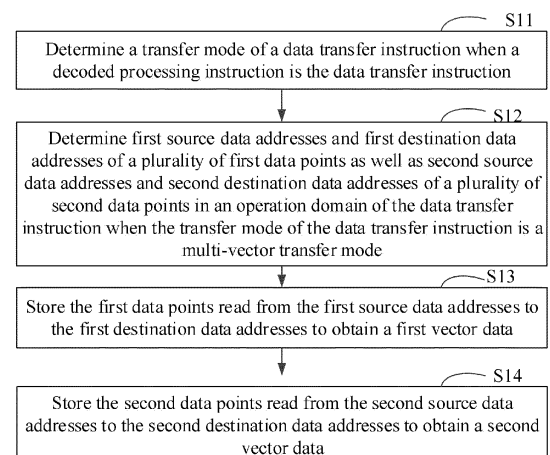 S11
Determine a transfer mode of a data transfer instruction when a
decoded processing instruction is the data transfer instruction
S12
Determine first source data addresses and first destination data
addresses of a plurality of first data points as well as second source
data addresses and second destination data addresses of a plurality of
second data points in an operation domain of the data transfer
instruction when the transfer mode of the data transfer instruction is a
multi-vector transfer mode
S13
Store the first data points read from the first source data addresses to
the first destination data addresses to obtain a first vector data
S14
Store the second data points read from the second source data
addresses to the second destination data addresses to obtain a second
vector data